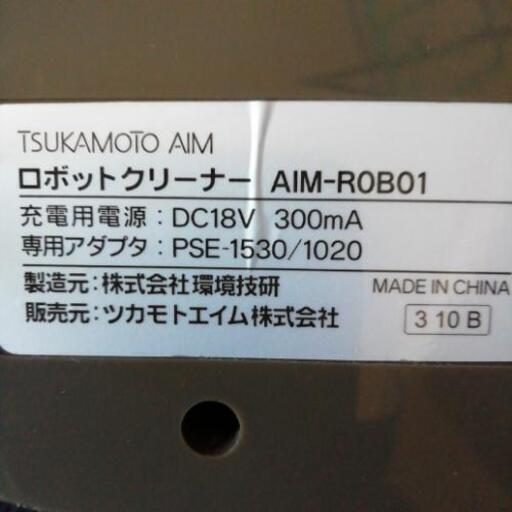 TSUKAMOTO AIM
ロボットクリーナー AIM-ROB01
充電用電源：DC18V 300mA
専用アダプタ：PSE-1530/1020
製造元：株式会社環境技研 MADE IN CHINA
販売元：ツカモトエイム株式会社 3 10 B